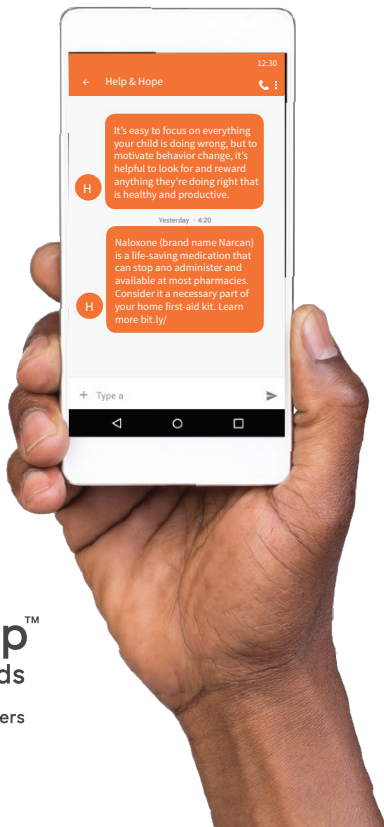 12:30
Help & Hope
It's easy to focus on everything
your child is doing wrong, but to
motivate behavior change, it's
helpful to look for and reward
anything they're doing right that
is healthy and productive.
H
Yesterday · 4:20
Naloxone (brand name Narcan)
is a life-saving medication that
can stop ano administer and
available at most pharmacies.
Consider it a necessary part of
your home first-aid kit. Learn
more bit.ly/
H
+ Type a
p™
ds
ers